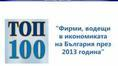 ТОП
100
"Фирми, водещи
в икономиката
на България през
2013 година"